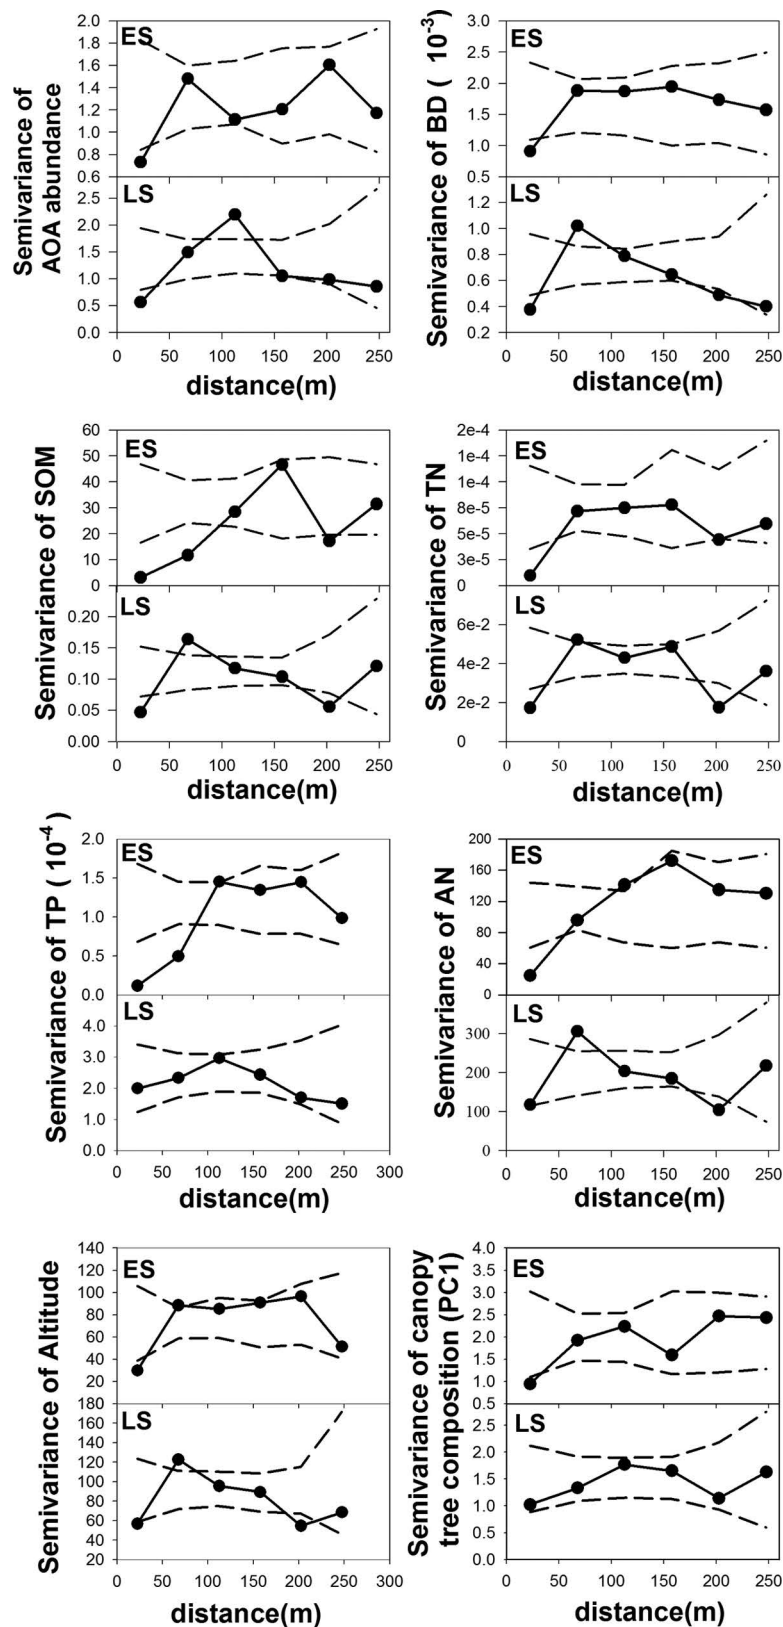 Semivariance of
AOA abundance
ES
2.0
1.8
1.6
1.4
1.2
1.0
0.8
0.6
LS
2.5
2.0
1.5
1.0
0.5
0.0
0 50 100 150 200 250
distance(m)
Semivariance of BD ( 10-3)
ES
3.0
2.5
2.0
1.5
1.0
0.5
LS
1.2
1.0
0.8
0.6
0.4
0.2
0 50 100 150 200 250
distance(m)
Semivariance of SOM
ES
60
50
40
30
20
10
0
LS
0.20
0.15
0.10
0.05
0.00
0 50 100 150 200 250
distance(m)
Semivariance of TN
ES
2e-4
1e-4
1e-4
8e-5
5e-5
3e-5
LS
6e-2
4e-2
2e-2
0
0 50 100 150 200 250
distance(m)
Semivariance of TP ( 10-4)
ES
2.0
1.5
1.0
0.5
0.0
LS
4.0
3.0
2.0
1.0
0.0
0 50 100 150 200 250 300
distance(m)
Semivariance of AN
ES
200
160
120
80
40
0
LS
300
200
100
0
0 50 100 150 200 250
distance(m)
Semivariance of Altitude
ES
140
120
100
80
60
40
20
LS
180
160
140
120
100
80
60
40
20
0 50 100 150 200 250 300
distance(m)
Semivariance of canopy
tree composition (PC1)
ES
4.0
3.5
3.0
2.5
2.0
1.5
1.0
0.5
LS
2.5
2.0
1.5
1.0
0.5
0.0
0 50 100 150 200 250
distance(m)